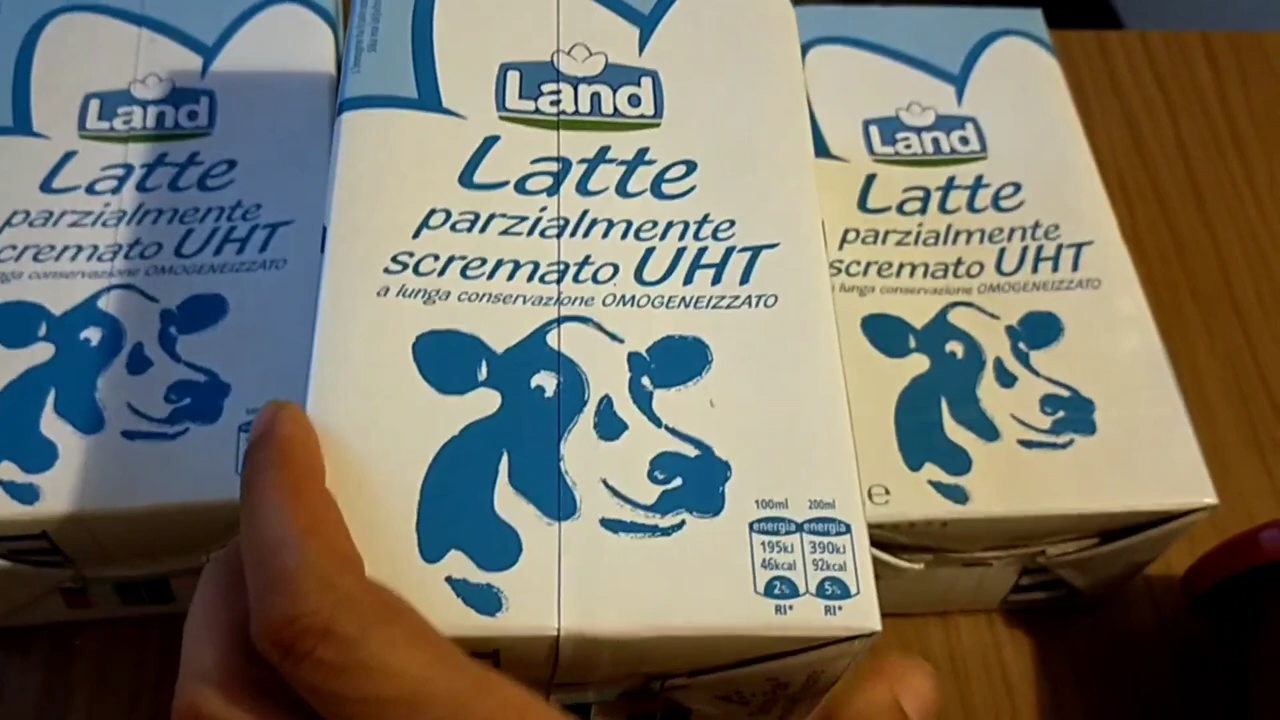 Land
Latte
parzialmente
scremato UHT
a lunga conservazione OMOGENEIZZATO
Land
Latte
parzialmente
scremato UHT
a lunga conservazione OMOGENEIZZATO
100ml 200ml
energia energia
195kJ 390kJ
46kcal 92kcal
2% 5%
RI* RI*
Land
Latte
parzialmente
scremato UHT
lunga conservazione OMOGENEIZZATO
e